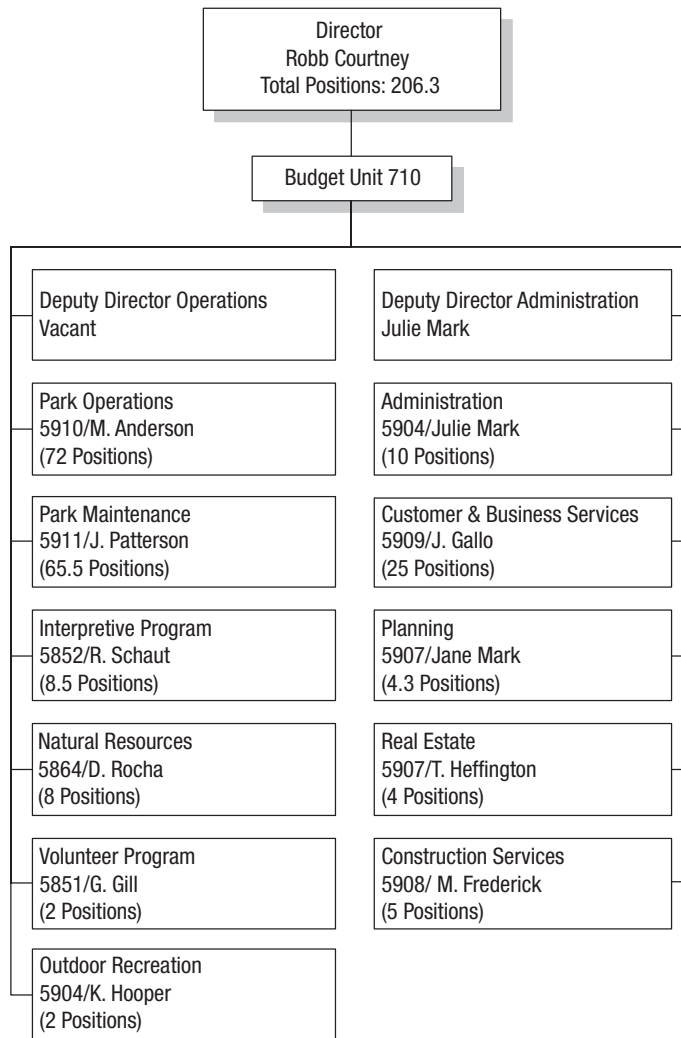 Director
Robb Courtney
Total Positions: 206.3
Budget Unit 710
Deputy Director Operations
Vacant
Deputy Director Administration
Julie Mark
Park Operations
5910/M. Anderson
(72 Positions)
Administration
5904/Julie Mark
(10 Positions)
Park Maintenance
5911/J. Patterson
(65.5 Positions)
Customer & Business Services
5909/J. Gallo
(25 Positions)
Interpretive Program
5852/R. Schaut
(8.5 Positions)
Planning
5907/Jane Mark
(4.3 Positions)
Natural Resources
5864/D. Rocha
(8 Positions)
Real Estate
5907/T. Heffington
(4 Positions)
Volunteer Program
5851/G. Gill
(2 Positions)
Construction Services
5908/ M. Frederick
(5 Positions)
Outdoor Recreation
5904/K. Hooper
(2 Positions)